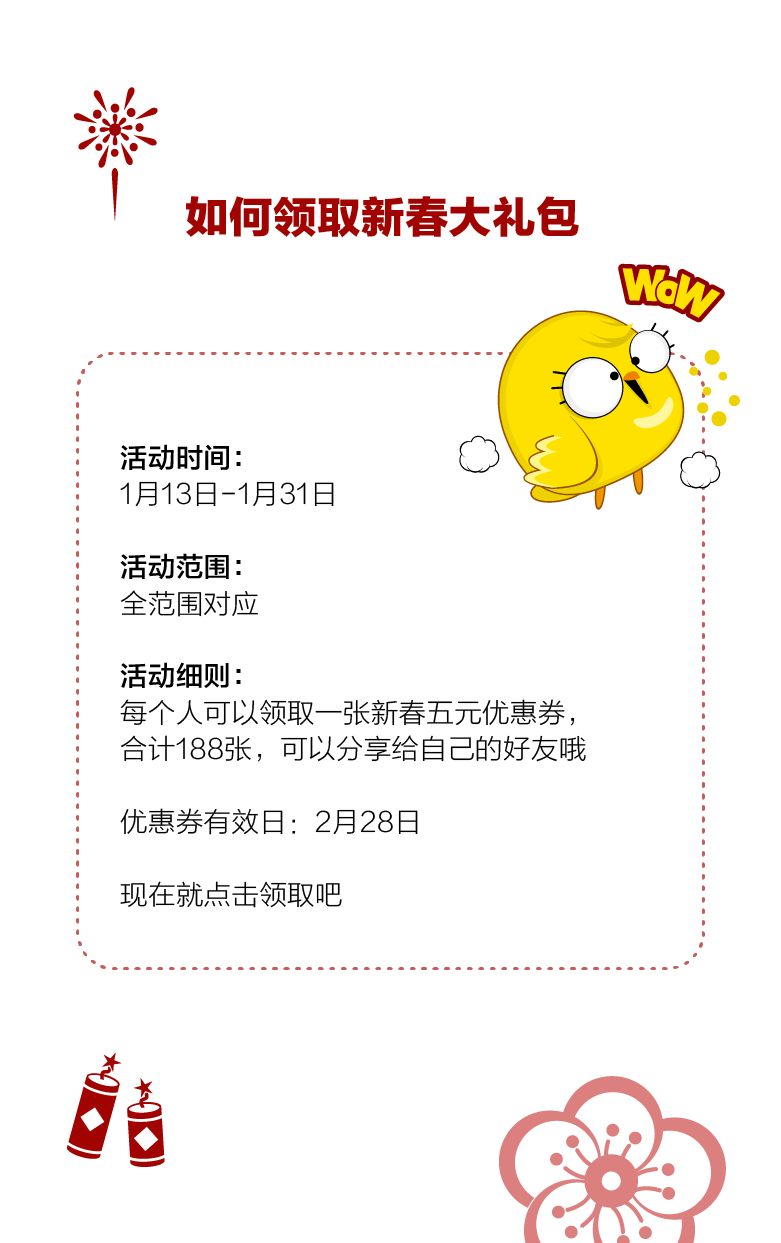 如何领取新春大礼包
WoW
活动时间：
1月13日-1月31日
活动范围：
全范围对应
活动细则：
每个人可以领取一张新春五元优惠券，
合计188张，可以分享给自己的好友哦
优惠券有效日：2月28日
现在就点击领取吧